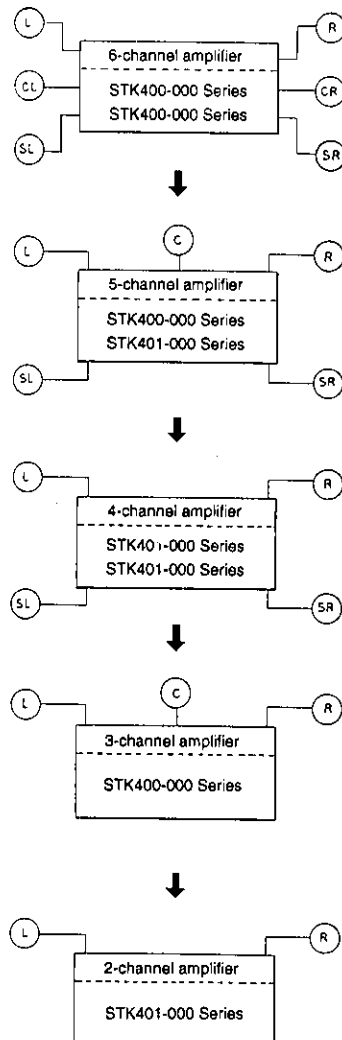 L
R
6-channel amplifier
CL
STK400-000 Series
CR
STK400-000 Series
SL
SR
C
L
R
5-channel amplifier
STK400-000 Series
STK401-000 Series
SL
SR
L
R
4-channel amplifier
STK401-000 Series
STK401-000 Series
SL
SR
C
L
R
3-channel amplifier
STK400-000 Series
L
R
2-channel amplifier
STK401-000 Series